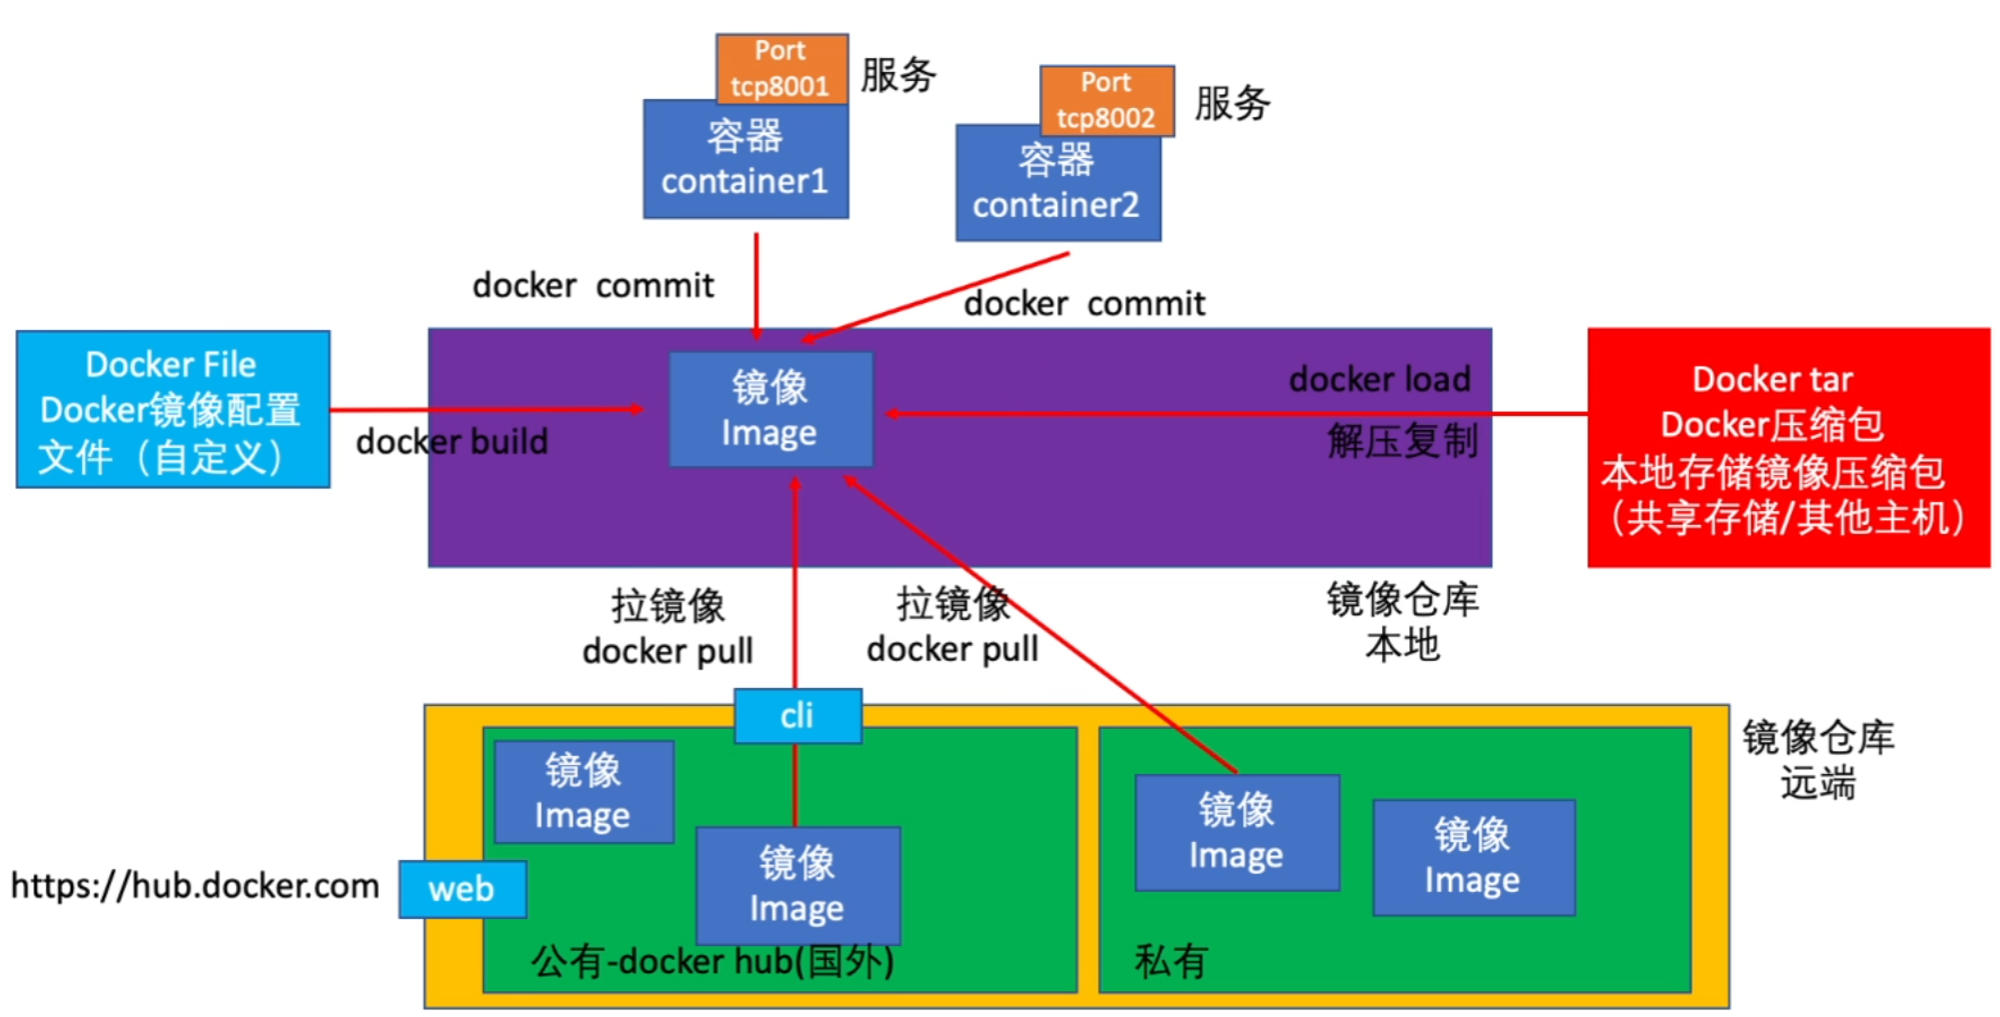 Port
tcp8001
服务
容器
container1
Port
tcp8002
服务
容器
container2
docker  commit
docker  commit
Docker File
Docker镜像配置
文件（自定义）
docker build
镜像
Image
docker load
解压复制
Docker tar
Docker压缩包
本地存储镜像压缩包
（共享存储/其他主机）
拉镜像
docker pull
拉镜像
docker pull
镜像仓库
本地
cli
镜像
Image
镜像
Image
公有-docker hub(国外)
https://hub.docker.com
web
镜像
Image
镜像
Image
私有
镜像仓库
远端